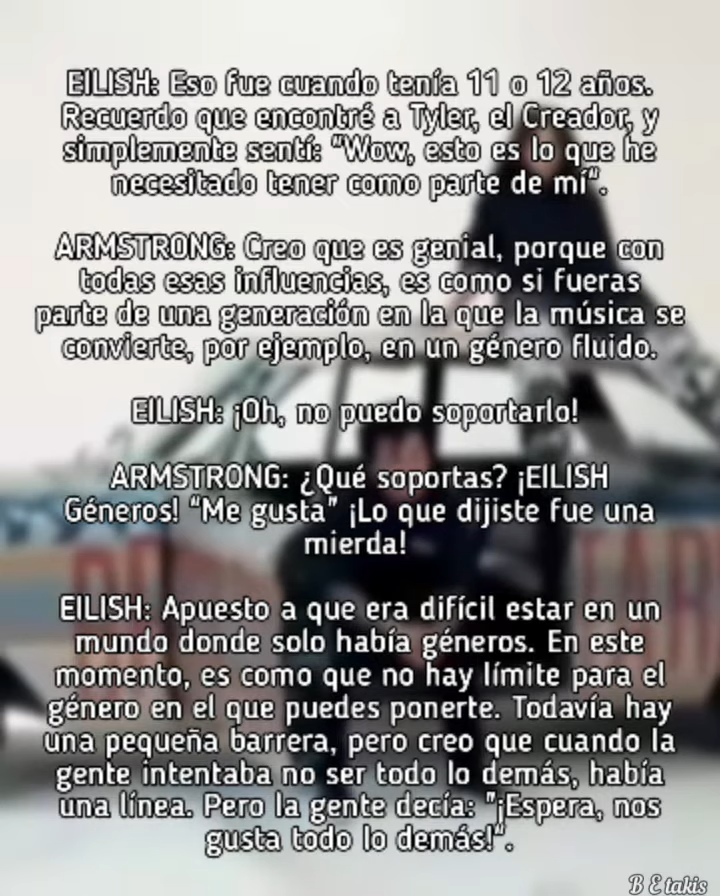 EILISH: Eso fue cuando tenía 11 o 12 años.
Recuerdo que encontré a Tyler, el Creador, y
simplemente sentí: "Wow, esto es lo que he
necesitado tener como parte de mí".
ARMSTRONG: Creo que es genial, porque con
todas esas influencias, es como si fueras
parte de una generación en la que la música se
convierte, por ejemplo, en un género fluido.
EILISH: ¡Oh, no puedo soportarlo!
ARMSTRONG: ¿Qué soportas? ¡EILISH
Géneros! "Me gusta" ¡Lo que dijiste fue una
mierda!
EILISH: Apuesto a que era difícil estar en un
mundo donde solo había géneros. En este
momento, es como que no hay límite para el
género en el que puedes ponerte. Todavía hay
una pequeña barrera, pero creo que cuando la
gente intentaba no ser todo lo demás, había
una línea. Pero la gente decía: "¡Espera, nos
gusta todo lo demás!".
B E takis